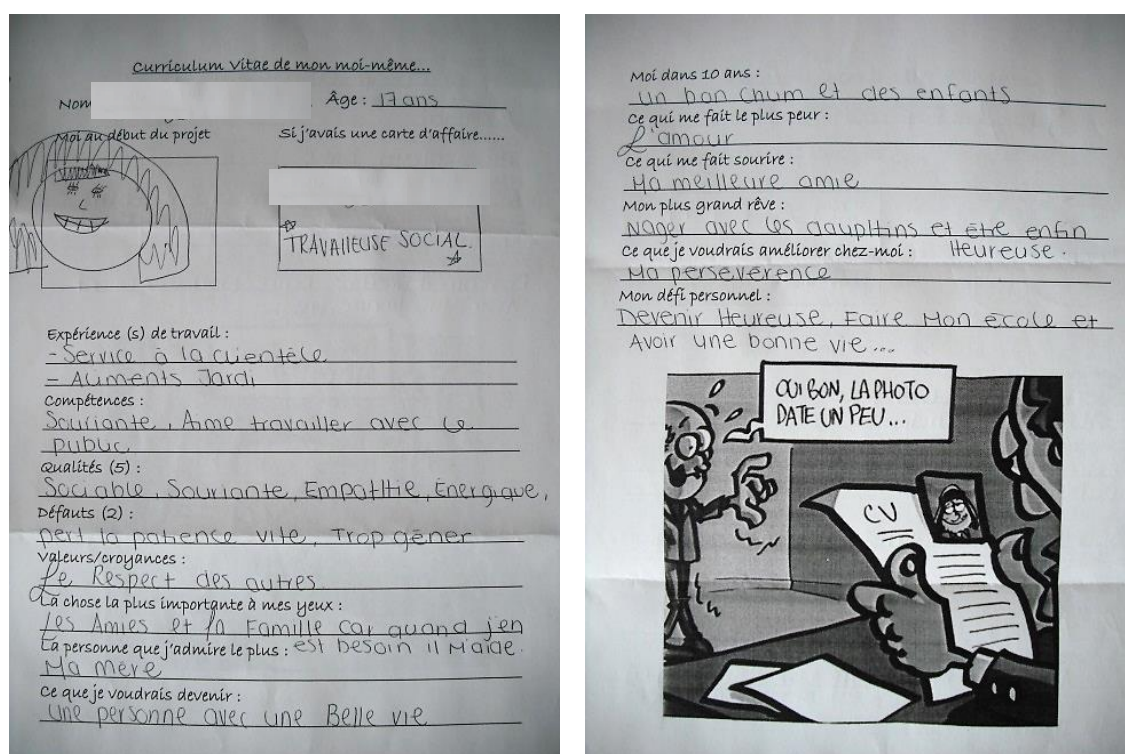 Curriculum Vitae de mon moi-même...
Nom
Âge : 17 ans
Moi au début du projet
Si j'avais une carte d'affaire......
TRAVAILLEUSE SOCIAL.
Expérience (s) de travail :
- Service à la clientèle
- Aliments Jardi
Compétences :
Souriante, Aime travailler avec le
public
Qualités (5) :
Sociable, Souriante, Empathie, Énergique,
Défauts (2) :
pert la patience vite, Trop gêner
Valeurs/croyances :
Le Respect des autres
La chose la plus importante à mes yeux :
Les Amies et la Famille car quand j'en
est besoin il m'aide.
La personne que j'admire le plus :
Ma mère
Ce que je voudrais devenir :
Une personne avec une Belle vie
Moi dans 10 ans :
Un bon chum et des enfants
Ce qui me fait le plus peur :
L'amour
Ce qui me fait sourire :
Ma meilleure amie
Mon plus grand rêve :
Nager avec les dauphins et être enfin
Heureuse.
Ce que je voudrais améliorer chez-moi :
Ma perseverence
Mon défi personnel :
Devenir Heureuse, Faire Mon école et
Avoir une bonne vie...
OUI BON, LA PHOTO
DATE UN PEU...
CV